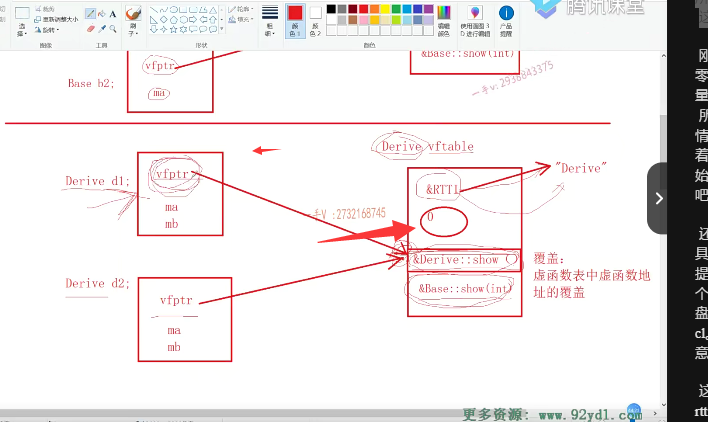 轮廓
裁剪
重新调整大小
填充
选择
旋转
刷子
粗细
颜色 1
颜色 2
编辑颜色
使用画图 3D 进行编辑
产品提醒
图像
工具
形状
颜色
腾讯课堂
vfptr
&Base::show(int)
Base b2;
ma
一手v:2938843375
Derive vftable
Derive d1;
vfptr
&RTTI
"Derive"
ma
0
mb
一手V :2732168745
&Derive::show ()
覆盖:
虚函数表中虚函数地
址的覆盖
Derive d2;
vfptr
&Base::show(int)
ma
mb
更多资源: www.92yd1.com
刚
零
量
所
情
着
始
吧
还
具
提
个
盘
cl
意
这
rtt